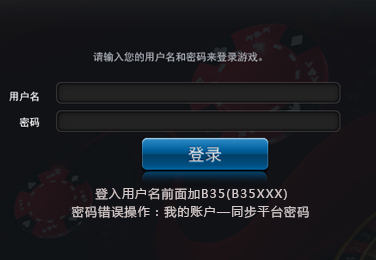 请输入您的用户名和密码来登录游戏。
用户名
密码
登录
登入用户名前面加B35(B35XXX)
密码错误操作：我的账户—同步平台密码